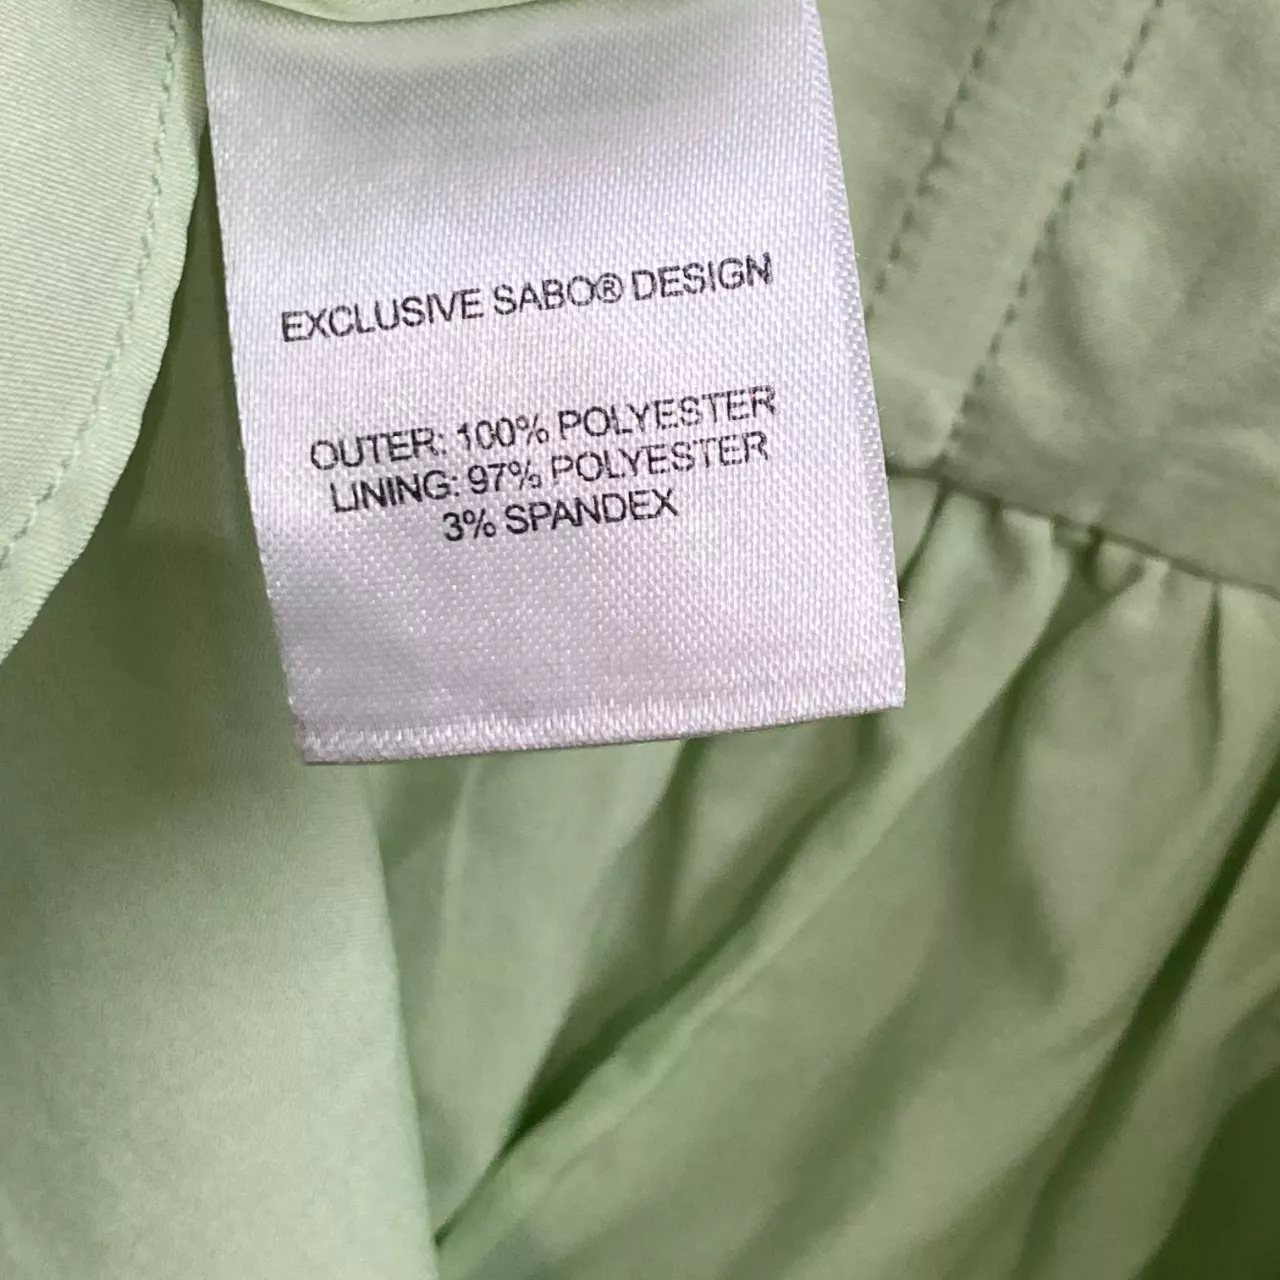 EXCLUSIVE SABO® DESIGN
OUTER: 100% POLYESTER
LINING: 97% POLYESTER
3% SPANDEX